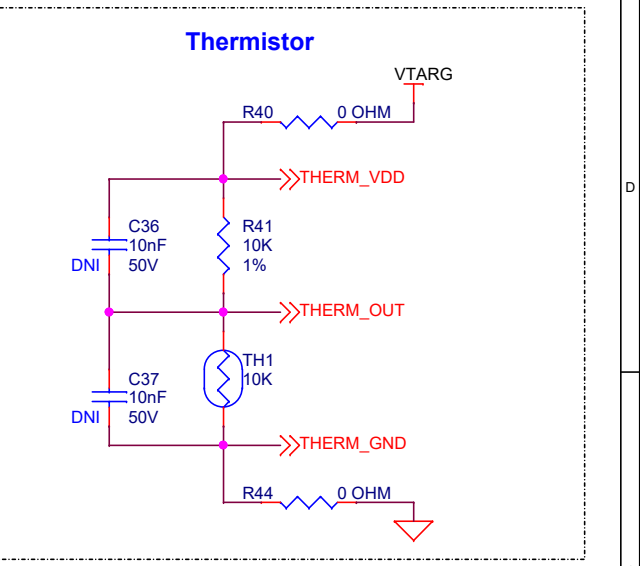 Thermistor
VTARG
R40 0 OHM
THERM_VDD
C36
10nF
DNI 50V
R41
10K
1%
D
THERM_OUT
TH1
10K
C37
10nF
DNI 50V
THERM_GND
R44 0 OHM